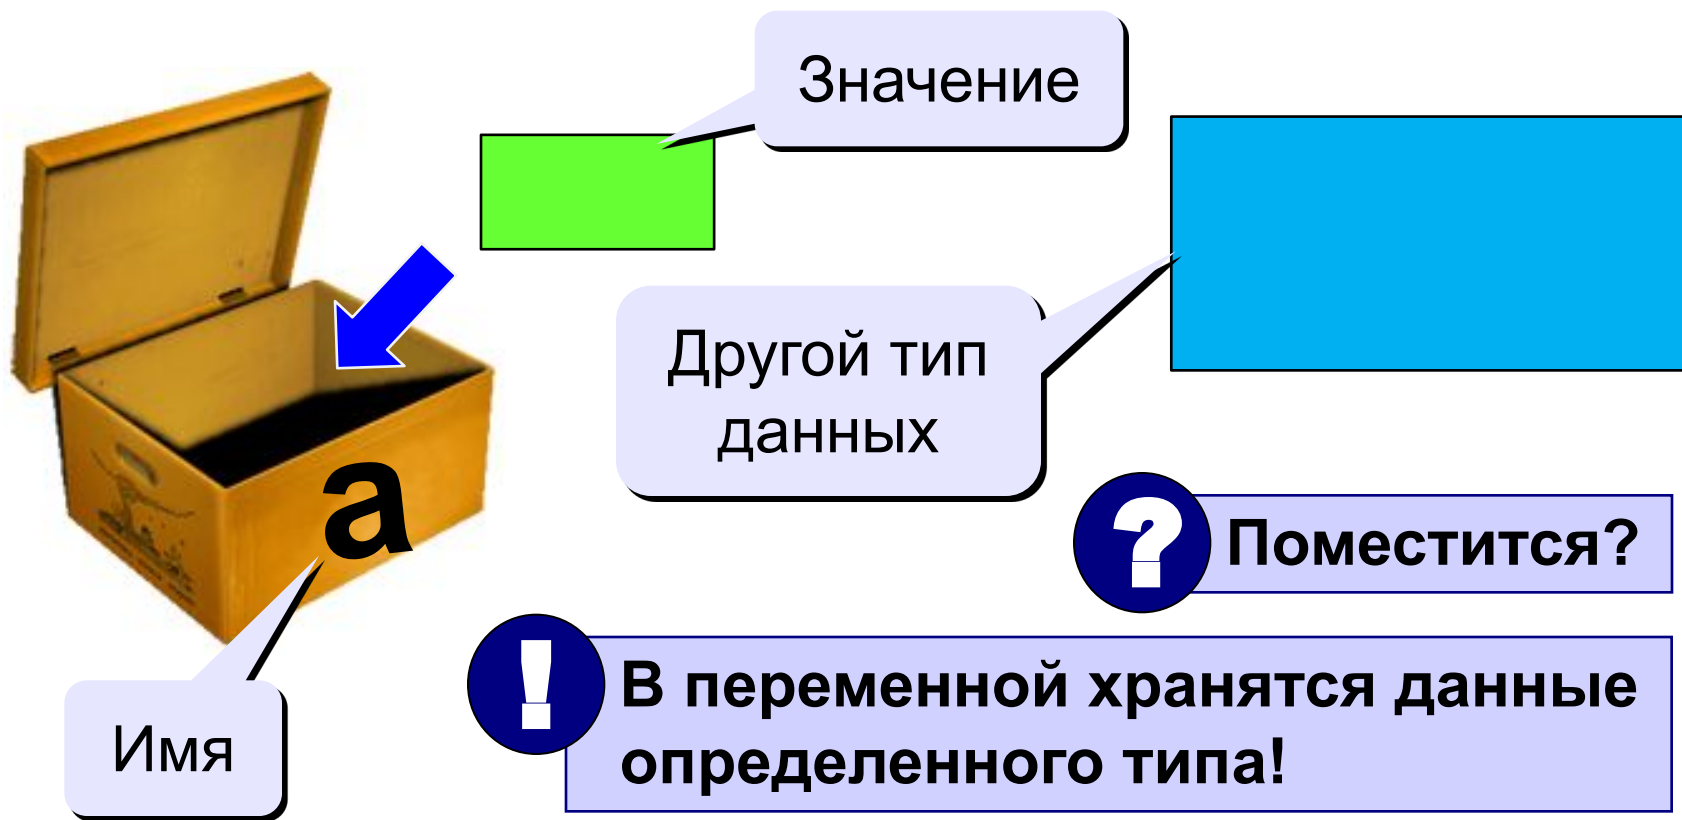 Значение
Другой тип
данных
a
?
Поместится?
!
В переменной хранятся данные
определенного типа!
Имя